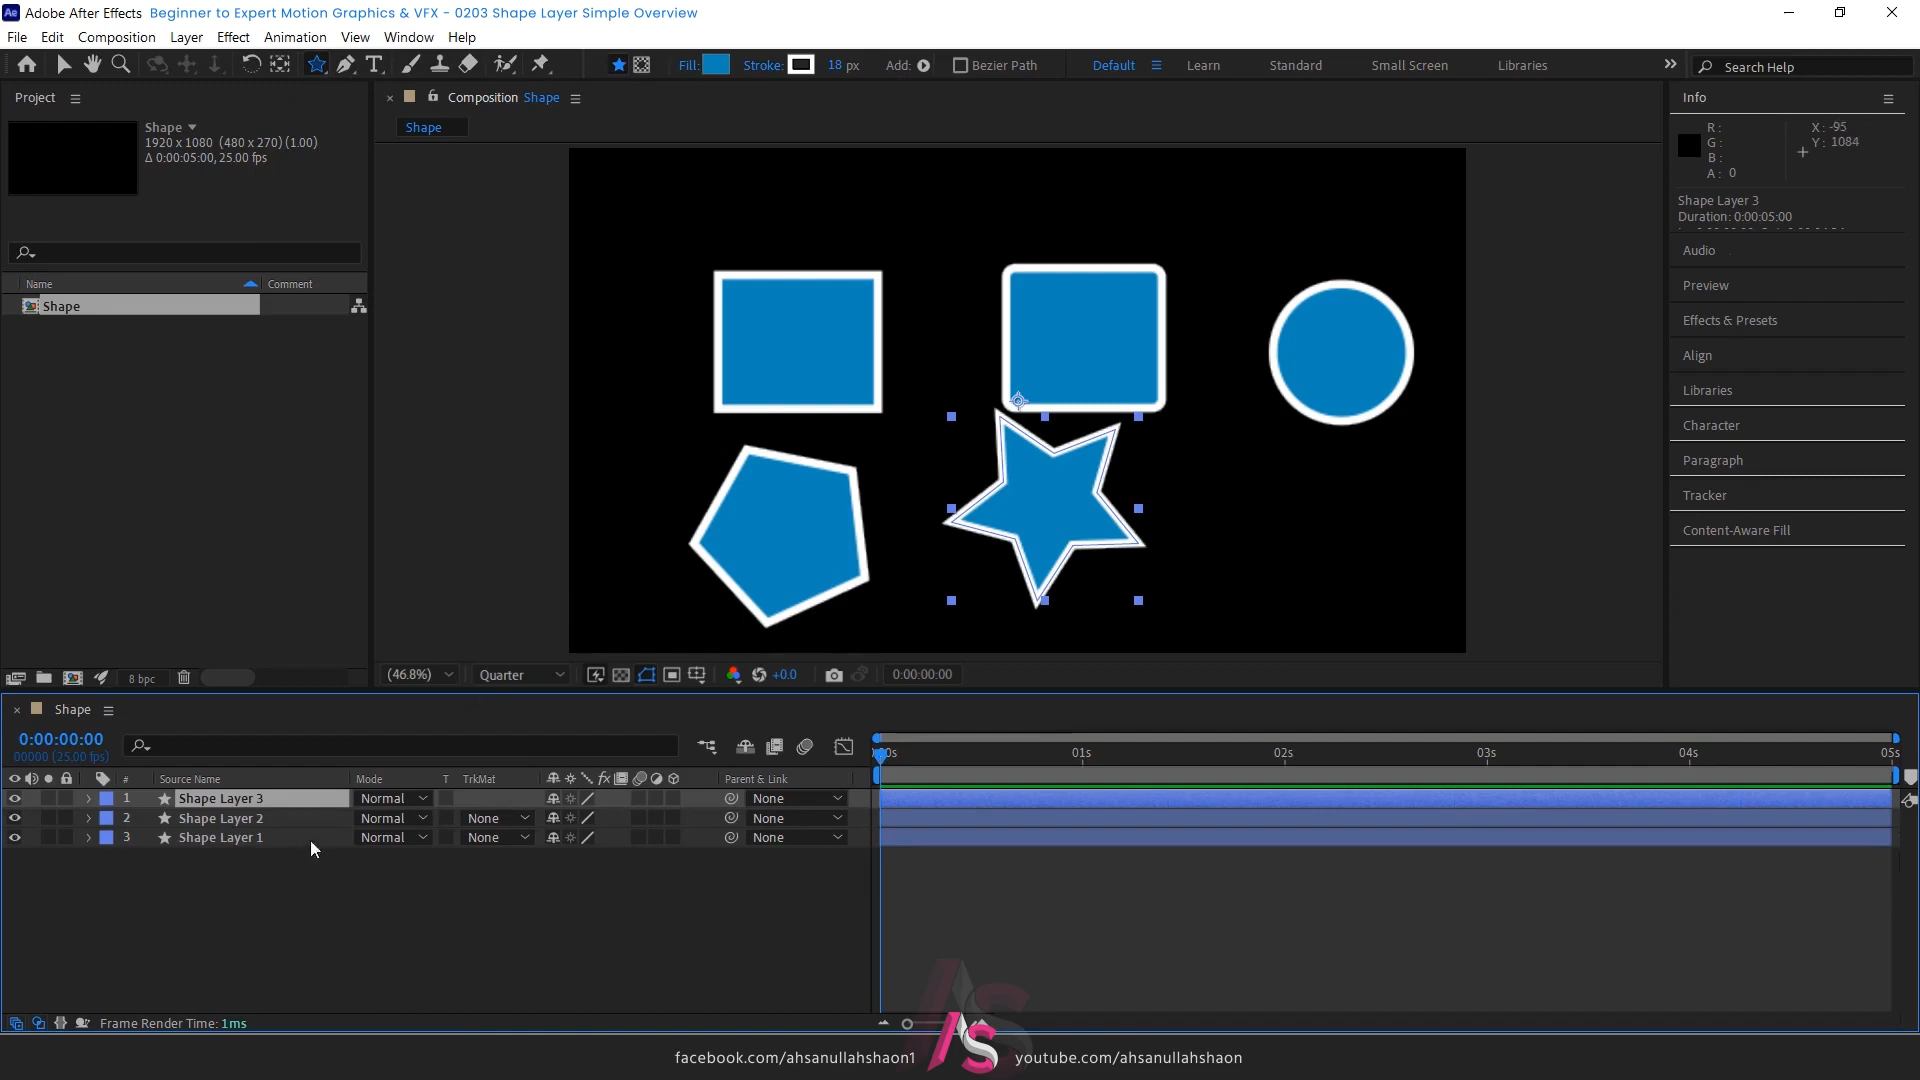 Ae Adobe After Effects Beginner to Expert Motion Graphics & VFX - 0203 Shape Layer Simple Overview
File Edit Composition Layer Effect Animation View Window Help
Fill: Stroke: 18 px Add: Bezier Path Default Learn Standard Small Screen Libraries Search Help
Project
Shape
1920 x 1080 (480 x 270) (1.00)
Δ 0:00:05:00, 25.00 fps
Name Comment
Shape
8 bpc
Composition Shape
Shape
(46.8%) Quarter +0.0 0:00:00:00
Info
R: X: -95
G: Y: 1084
B:
A: 0
Shape Layer 3
Duration: 0:00:05:00
Audio
Preview
Effects & Presets
Align
Libraries
Character
Paragraph
Tracker
Content-Aware Fill
Shape
0:00:00:00
00000 (25.00 fps)
00s 01s 02s 03s 04s 05s
# Source Name Mode T TrkMat fx Parent & Link
1 Shape Layer 3 Normal None
2 Shape Layer 2 Normal None None
3 Shape Layer 1 Normal None None
Frame Render Time: 1ms
facebook.com/ahsanullahshaon1 AS youtube.com/ahsanullahshaon